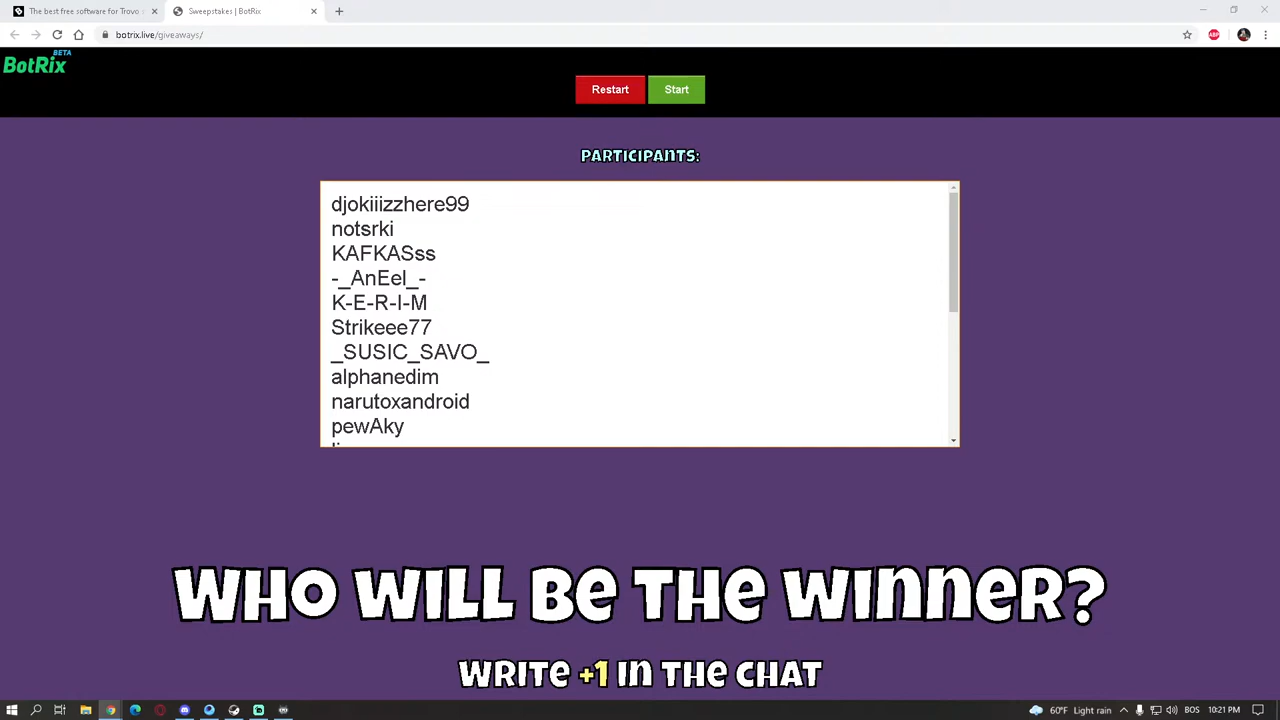 The best free software for Trovo
Sweepstakes | BotRix
botrix.live/giveaways/
ABP
BETA
BotRix
Restart
Start
PARTICIPANTS:
djokiiizzhere99
notsrki
KAFKASss
-_AnEel_-
K-E-R-I-M
Strikeee77
_SUSIC_SAVO_
alphanedim
narutoxandroid
pewAky
WHO WILL BE THE WINNER?
WRITE +1 IN THE CHAT
60°F Light rain
BOS
10:21 PM